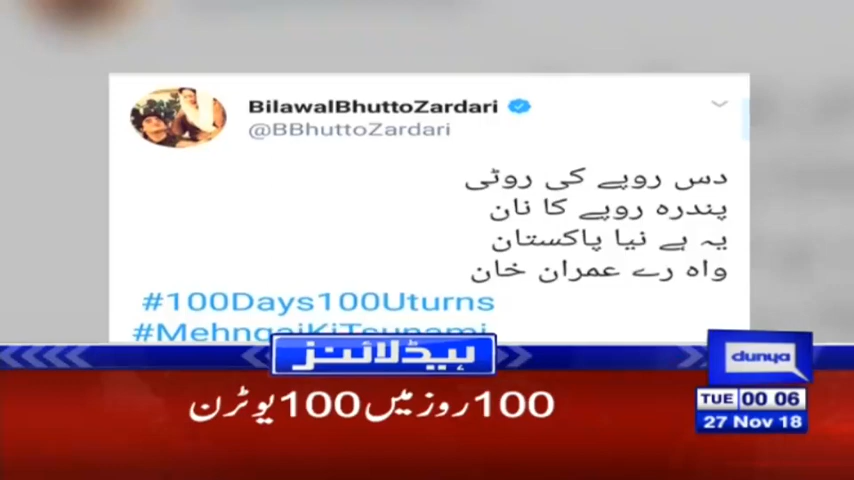 BilawalBhuttoZardari
@BBhuttoZardari
دس روپے کی روٹی
پندرہ روپے کا نان
یہ ہے نیا پاکستان
واہ رے عمران خان
#100Days100Uturns
#MehngaiKiTsunami
ہیڈلائنز
dunya
TUE 00 06
27 Nov 18
100 روز میں 100 یوٹرن